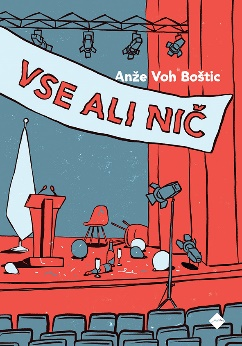 Anže Voh Boštic
VSE ALI NIČ